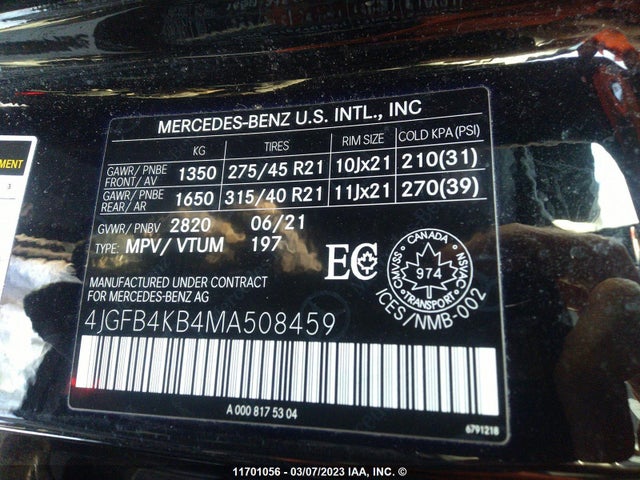 MERCEDES-BENZ U.S. INTL., INC
KG TIRES RIM SIZE COLD KPA (PSI)
GAWR/PNBE FRONT/AV 1350 275/45 R21 10Jx21 210(31)
GAWR/PNBE REAR/AR 1650 315/40 R21 11Jx21 270(39)
GVWR/PNBV 2820 06/21
TYPE: MPV/VTUM 197
EC
CANADA
CMVSS/NSVAC
974
TRANSPORT
ICES/NMB-002
MANUFACTURED UNDER CONTRACT
FOR MERCEDES-BENZ AG
4JGFB4KB4MA508459
A 000 817 53 04
6791218
11701056 - 03/07/2023 IAA, INC. ©